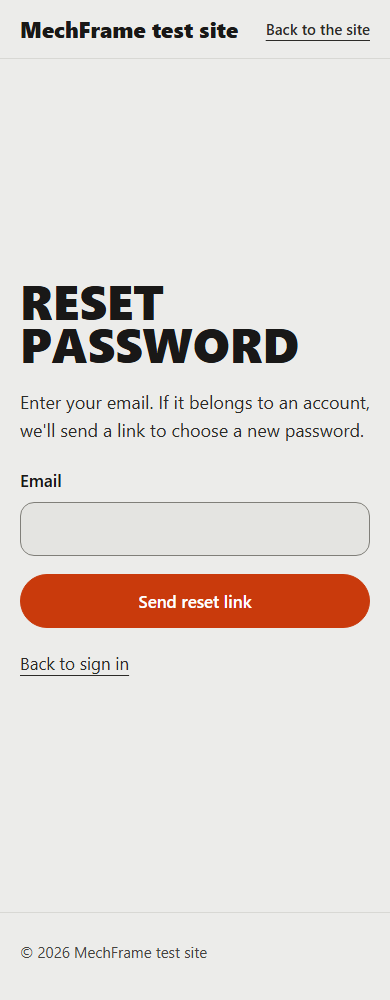 MechFrame test site
Back to the site
RESET
PASSWORD
Enter your email. If it belongs to an account,
we'll send a link to choose a new password.
Email
Send reset link
Back to sign in
© 2026 MechFrame test site